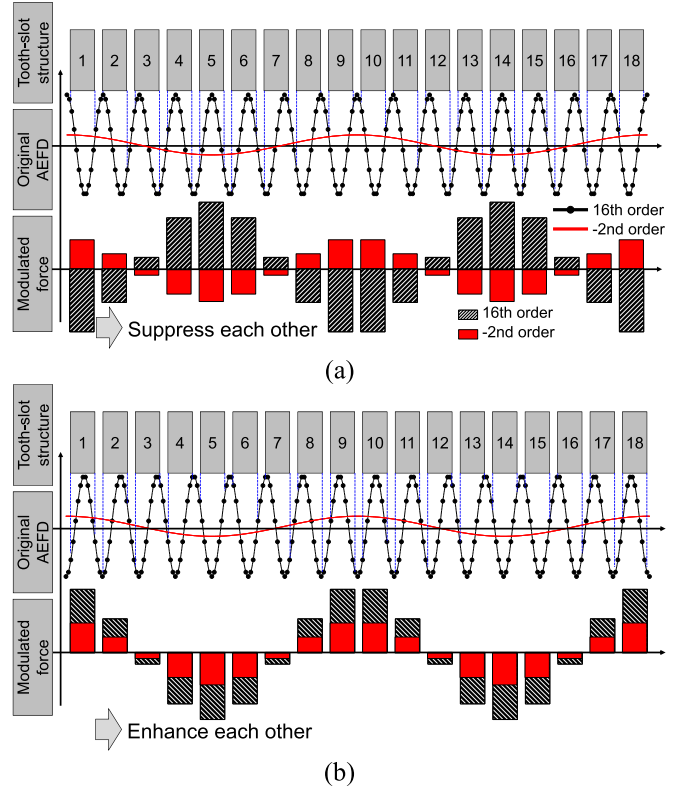 Tooth-slot
structure
1 2 3 4 5 6 7 8 9 10 11 12 13 14 15 16 17 18
Original
AEFD
16th order
-2nd order
Modulated
force
16th order
-2nd order
Suppress each other
(a)
Tooth-slot
structure
1 2 3 4 5 6 7 8 9 10 11 12 13 14 15 16 17 18
Original
AEFD
Modulated
force
Enhance each other
(b)